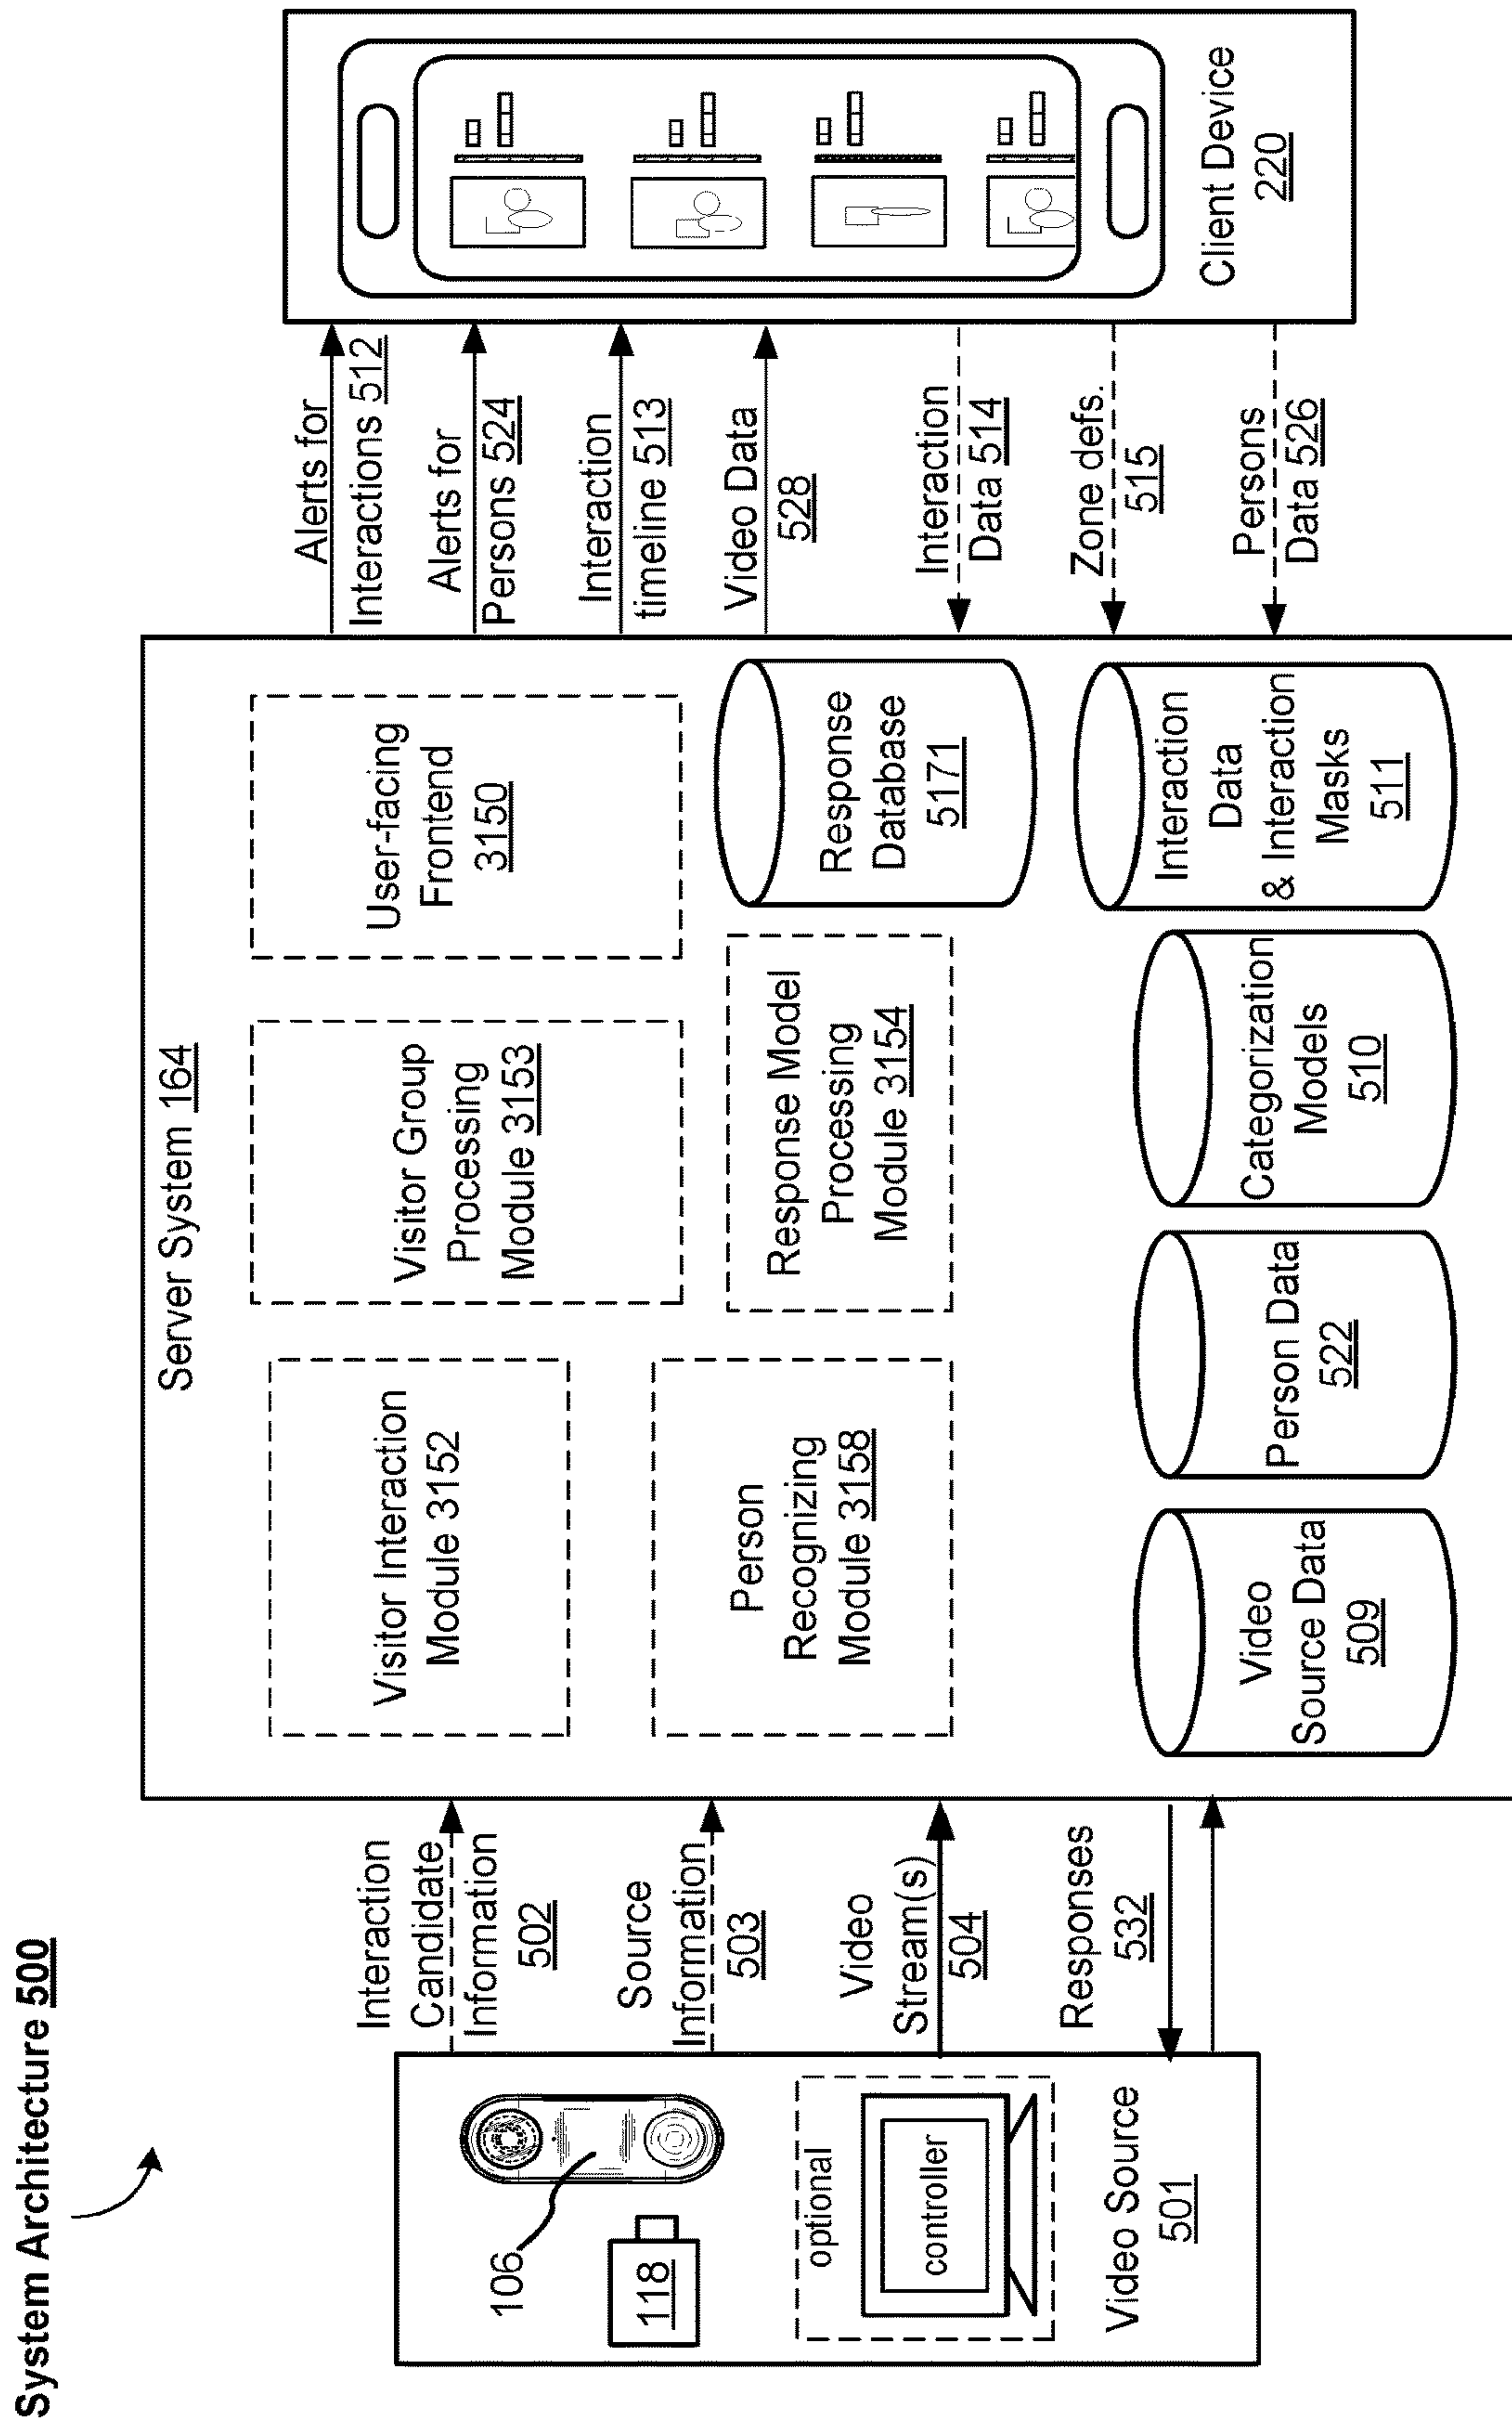 System Architecture 500
106
118
optional
controller
Video Source
501
Interaction
Candidate
Information
502
Source
Information
503
Video
Stream(s)
504
Responses
532
Server System 164
Visitor Interaction
Module 3152
Visitor Group
Processing
Module 3153
User-facing
Frontend
3150
Person
Recognizing
Module 3158
Response Model
Processing
Module 3154
Response
Database
5171
Video
Source Data
509
Person Data
522
Categorization
Models
510
Interaction
Data
& Interaction
Masks
511
Alerts for
Interactions 512
Alerts for
Persons 524
Interaction
timeline 513
Video Data
528
Interaction
Data 514
Zone defs.
515
Persons
Data 526
Client Device
220